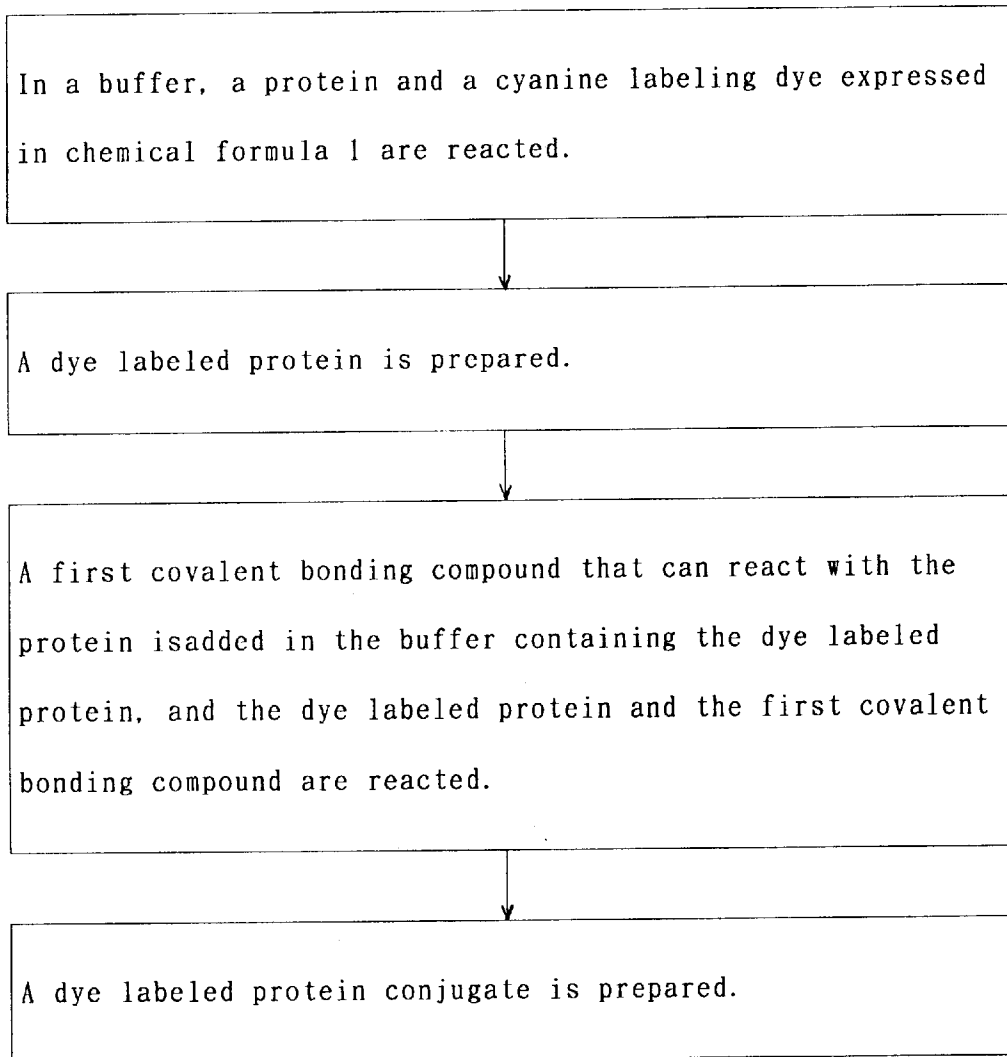 In a buffer, a protein and a cyanine labeling dye expressed
in chemical formula 1 are reacted.
A dye labeled protein is prepared.
A first covalent bonding compound that can react with the
protein isadded in the buffer containing the dye labeled
protein, and the dye labeled protein and the first covalent
bonding compound are reacted.
A dye labeled protein conjugate is prepared.